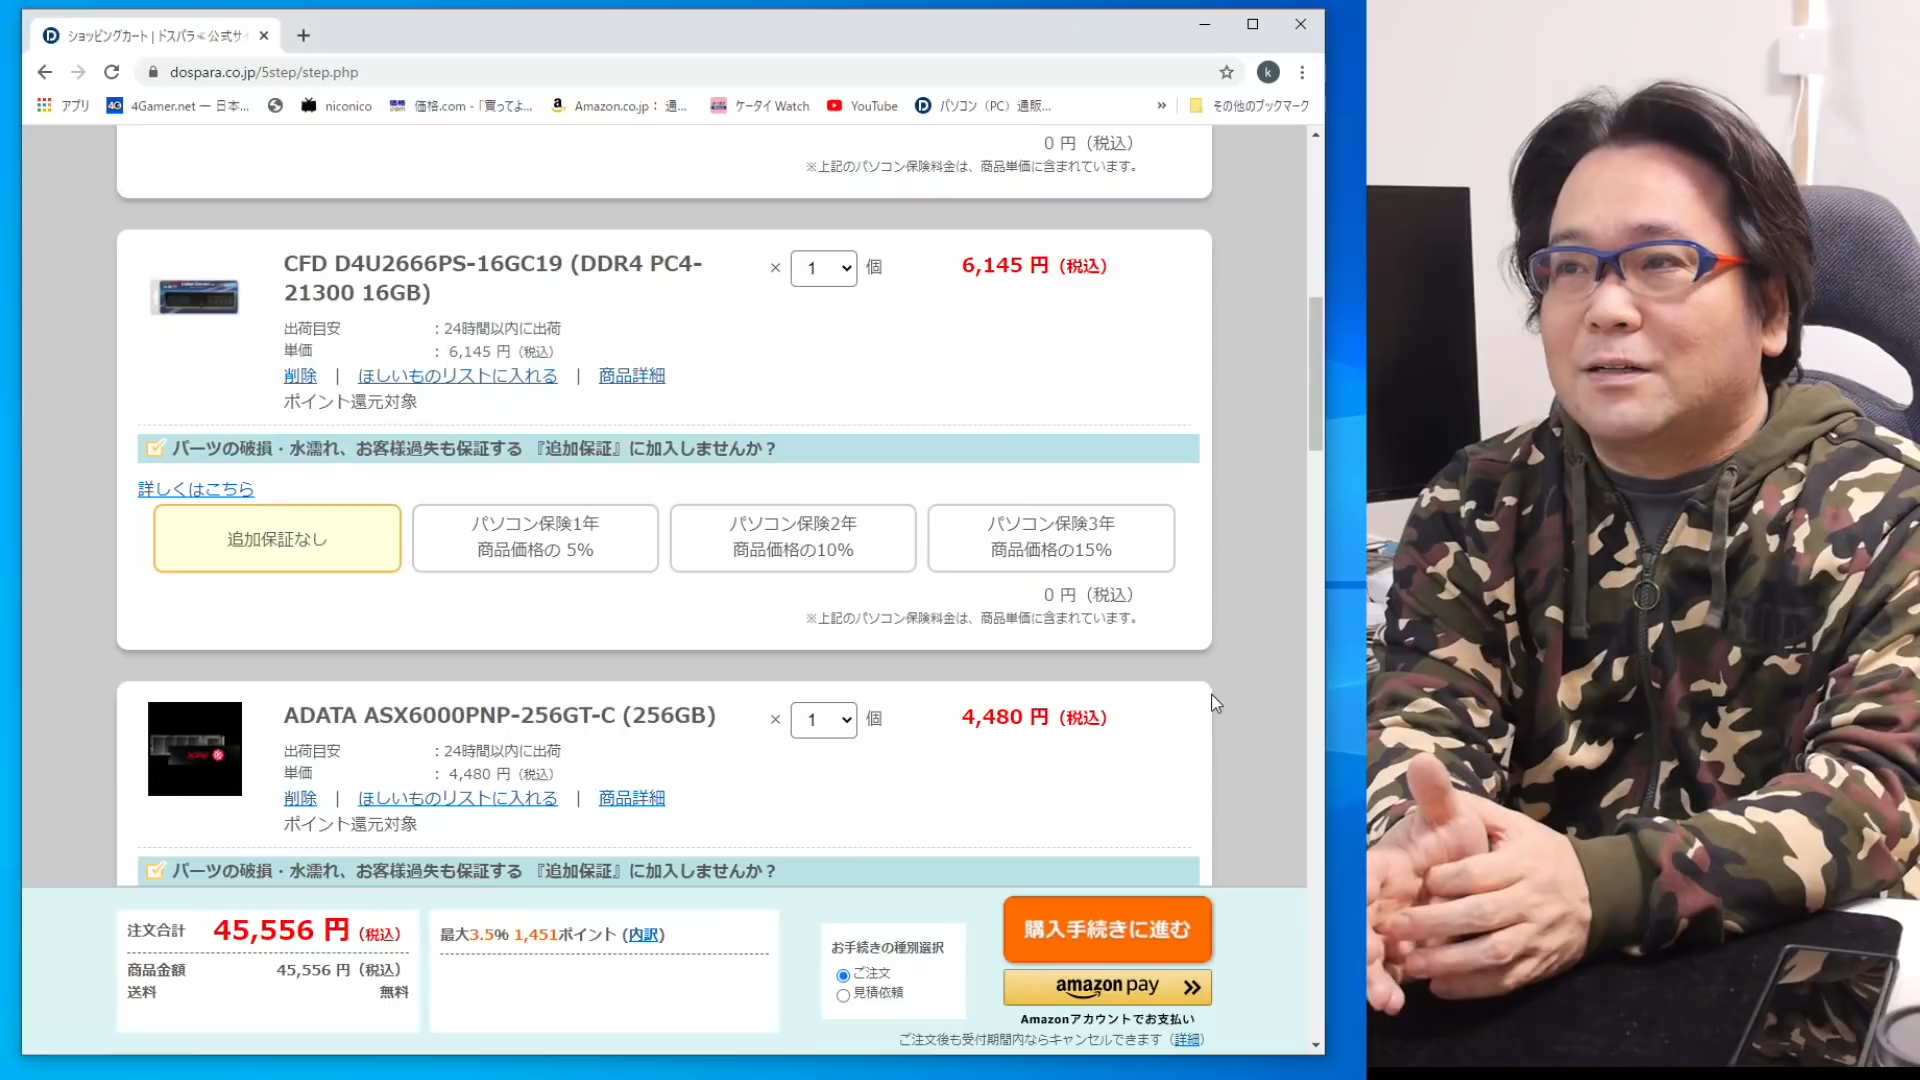 ショッピングカート | ドスパラ
dospara.co.jp/5step/step.php
k
アプリ
4Gamer.net ― 日本...
niconico
価格.com -「買ってよ...
Amazon.co.jp： 通...
ケータイ Watch
YouTube
パソコン（PC）通販...
»
その他のブックマーク
0 円（税込）
※上記のパソコン保険料金は、商品単価に含まれています。
CFD D4U2666PS-16GC19 (DDR4 PC4-
21300 16GB)
× 1 個
6,145 円（税込）
出荷目安 ：24時間以内に出荷
単価 ： 6,145 円（税込）
削除 | ほしいものリストに入れる | 商品詳細
ポイント還元対象
パーツの破損・水濡れ、お客様過失も保証する『追加保証』に加入しませんか？
詳しくはこちら
追加保証なし
パソコン保険1年
商品価格の 5%
パソコン保険2年
商品価格の10%
パソコン保険3年
商品価格の15%
0 円（税込）
※上記のパソコン保険料金は、商品単価に含まれています。
ADATA ASX6000PNP-256GT-C (256GB)
× 1 個
4,480 円（税込）
出荷目安 ：24時間以内に出荷
単価 ： 4,480 円（税込）
削除 | ほしいものリストに入れる | 商品詳細
ポイント還元対象
パーツの破損・水濡れ、お客様過失も保証する『追加保証』に加入しませんか？
注文合計 45,556 円（税込）
商品金額 45,556 円（税込）
送料 無料
最大3.5% 1,451ポイント (内訳)
お手続きの種別選択
ご注文
見積依頼
購入手続きに進む
amazon pay
Amazonアカウントでお支払い
ご注文後も受付期間内ならキャンセルできます（詳細）